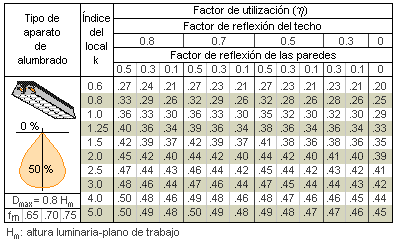 Tipo de aparato de alumbrado
Índice del local k
Factor de utilización (η)
Factor de reflexión del techo
0.8 0.7 0.5 0.3 0
Factor de reflexión de las paredes
0.5 0.3 0.1 0.5 0.3 0.1 0.5 0.3 0.1 0.3 0.1 0
0.6 .27 .24 .21 .27 .23 .21 .27 .23 .21 .23 .21 .20
0.8 .33 .29 .26 .32 .29 .26 .32 .28 .26 .28 .26 .25
1.0 .36 .33 .30 .36 .33 .30 .35 .32 .30 .32 .30 .29
0 %
1.25 .40 .36 .34 .39 .36 .34 .38 .36 .34 .36 .34 .33
1.5 .42 .39 .37 .42 .39 .37 .41 .38 .36 .38 .36 .35
2.0 .45 .42 .40 .44 .42 .40 .44 .42 .40 .41 .40 .39
50 %
2.5 .47 .44 .43 .46 .44 .42 .45 .43 .42 .43 .42 .41
3.0 .48 .46 .44 .47 .46 .44 .47 .45 .44 .44 .43 .42
Dmax = 0.8 Hm
4.0 .50 .48 .46 .49 .48 .46 .48 .47 .46 .46 .45 .44
fm .65 .70 .75
5.0 .50 .49 .48 .50 .49 .48 .49 .48 .47 .47 .46 .45
Hm: altura luminaria-plano de trabajo